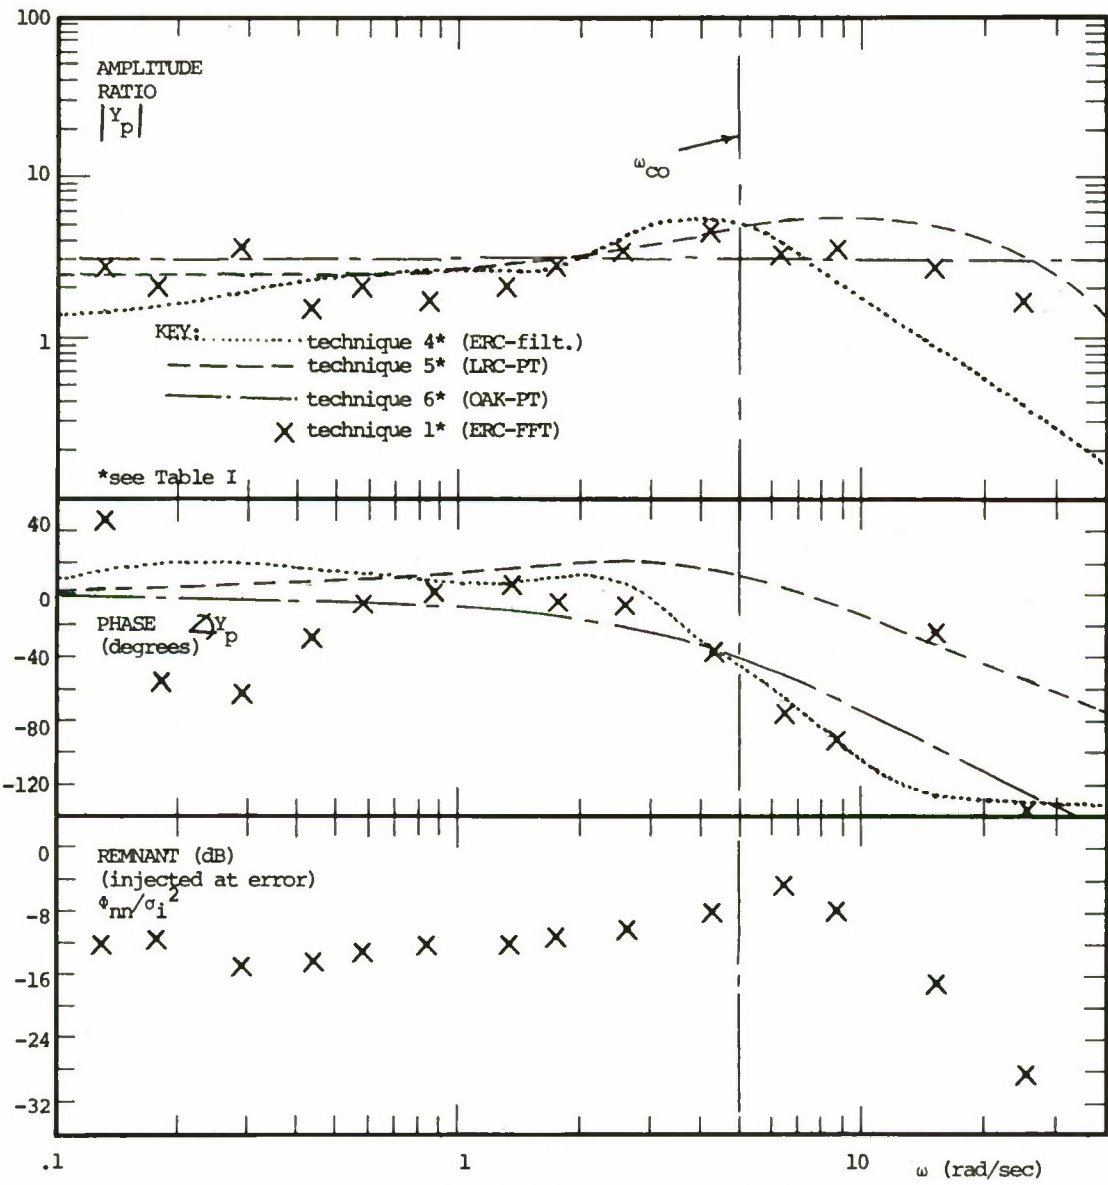 100
AMPLITUDE
RATIO
|Yp|
ω∞
10
1
KEY:
technique 4* (ERC-filt.)
technique 5* (LRC-PT)
technique 6* (OAK-PT)
technique 1* (ERC-FFT)
*see Table I
40
0
PHASE ∠Yp
(degrees)
-40
-80
-120
0
REMNANT (dB)
(injected at error)
Φnn/σi²
-8
-16
-24
-32
.1
1
10
ω (rad/sec)